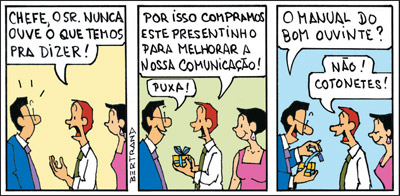 CHEFE, O SR. NUNCA
OUVE O QUE TEMOS
PRA DIZER!
POR ISSO COMPRAMOS
ESTE PRESENTINHO
PARA MELHORAR A
NOSSA COMUNICAÇÃO!
PUXA!
BERTRAND
O MANUAL DO
BOM OUVINTE?
NÃO!
COTONETES!